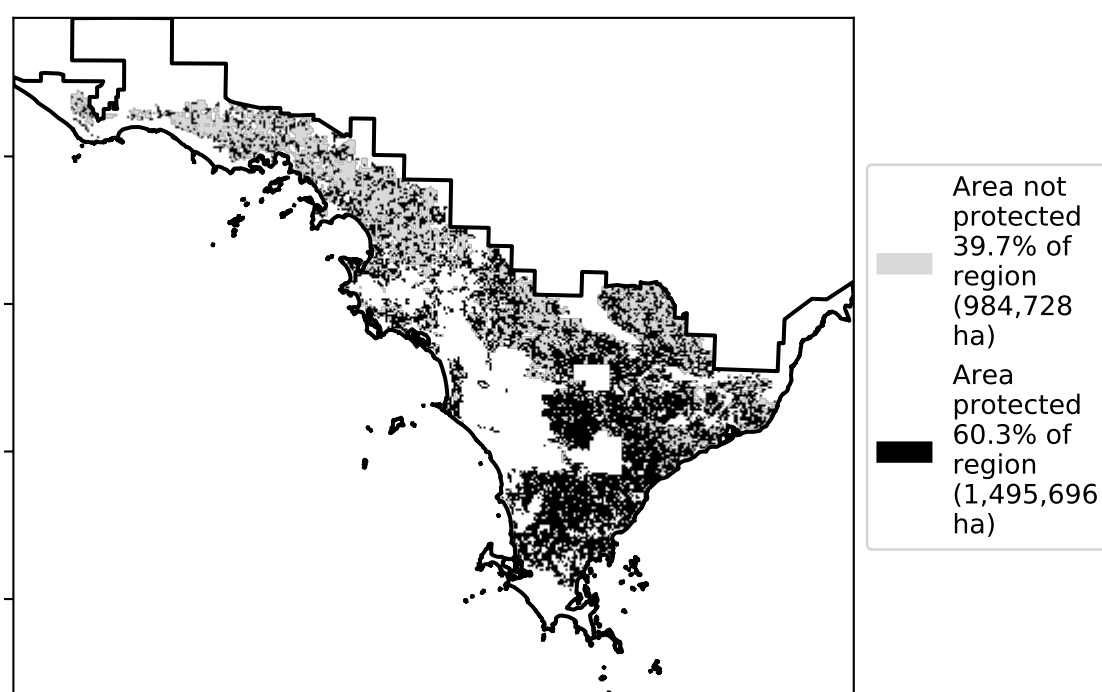 Area not
protected
39.7% of
region
(984,728
ha)
Area
protected
60.3% of
region
(1,495,696
ha)